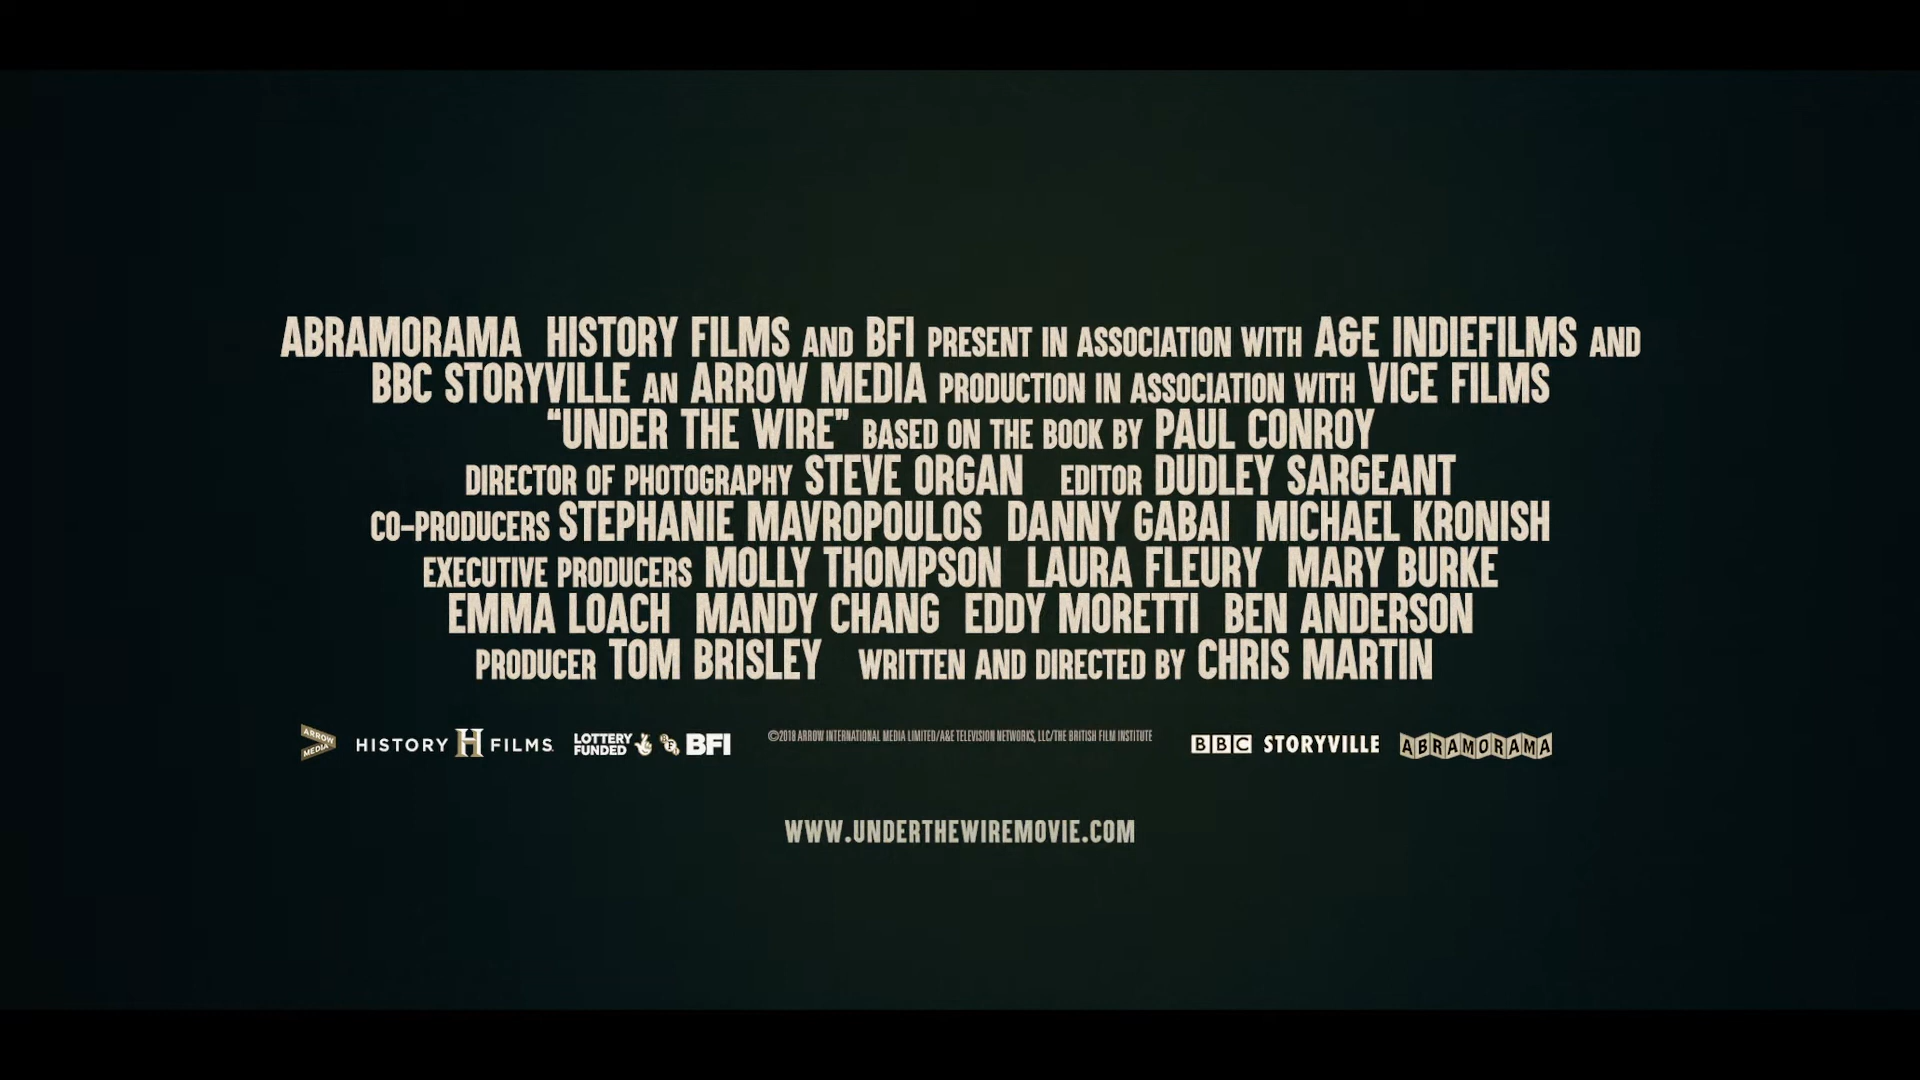 ABRAMORAMA HISTORY FILMS AND BFI PRESENT IN ASSOCIATION WITH A&E INDIEFILMS AND
BBC STORYVILLE AN ARROW MEDIA PRODUCTION IN ASSOCIATION WITH VICE FILMS
“UNDER THE WIRE” BASED ON THE BOOK BY PAUL CONROY
DIRECTOR OF PHOTOGRAPHY STEVE ORGAN EDITOR DUDLEY SARGEANT
CO-PRODUCERS STEPHANIE MAVROPOULOS DANNY GABAI MICHAEL KRONISH
EXECUTIVE PRODUCERS MOLLY THOMPSON LAURA FLEURY MARY BURKE
EMMA LOACH MANDY CHANG EDDY MORETTI BEN ANDERSON
PRODUCER TOM BRISLEY WRITTEN AND DIRECTED BY CHRIS MARTIN
ARROW MEDIA
HISTORY H FILMS
LOTTERY FUNDED
BFI
©2018 ARROW INTERNATIONAL MEDIA LIMITED/A&E TELEVISION NETWORKS, LLC/THE BRITISH FILM INSTITUTE
BBC STORYVILLE
ABRAMORAMA
WWW.UNDERTHEWIREMOVIE.COM